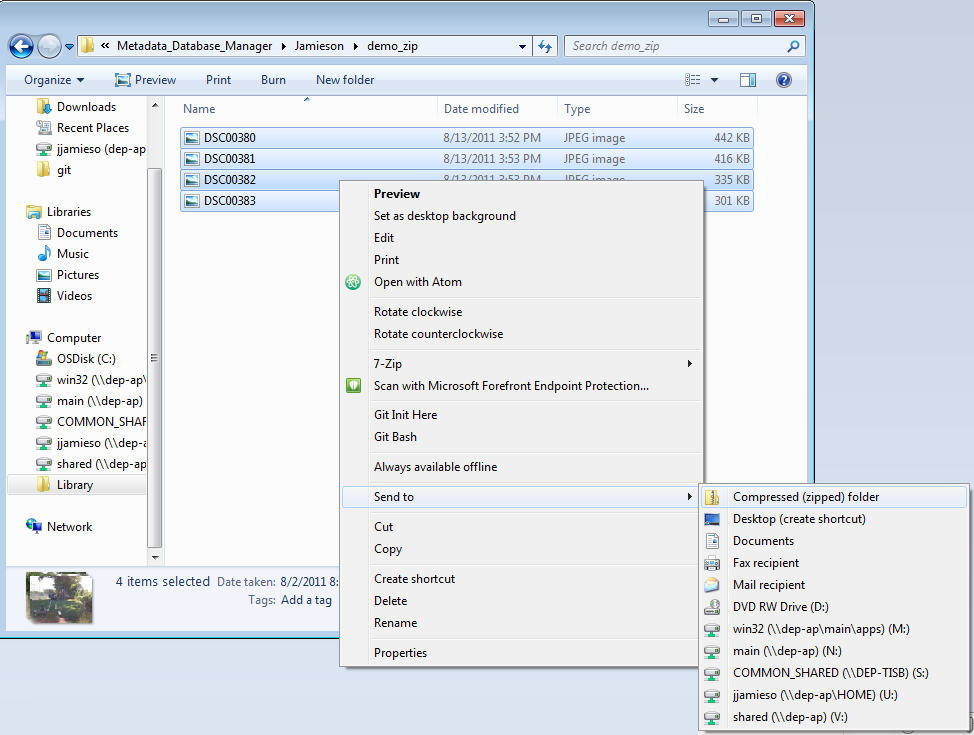 « Metadata_Database_Manager Jamieson demo_zip Search demo_zip
Organize Preview Print Burn New folder
Downloads
Recent Places
jjamieso (dep-ap
git
Libraries
Documents
Music
Pictures
Videos
Computer
OSDisk (C:)
win32 (\\dep-ap\
main (\\dep-ap)
COMMON_SHAR
jjamieso (\\dep-a
shared (\\dep-ap
Library
Network
Name Date modified Type Size
DSC00380 8/13/2011 3:52 PM JPEG image 442 KB
DSC00381 8/13/2011 3:53 PM JPEG image 416 KB
DSC00382 8/13/2011 3:53 PM JPEG image 335 KB
DSC00383 301 KB
Preview
Set as desktop background
Edit
Print
Open with Atom
Rotate clockwise
Rotate counterclockwise
7-Zip
Scan with Microsoft Forefront Endpoint Protection...
Git Init Here
Git Bash
Always available offline
Send to
Cut
Copy
Create shortcut
Delete
Rename
Properties
Compressed (zipped) folder
Desktop (create shortcut)
Documents
Fax recipient
Mail recipient
DVD RW Drive (D:)
win32 (\\dep-ap\main\apps) (M:)
main (\\dep-ap) (N:)
COMMON_SHARED (\\DEP-TISB) (S:)
jjamieso (\\dep-ap\HOME) (U:)
shared (\\dep-ap) (V:)
4 items selected Date taken: 8/2/2011 8:
Tags: Add a tag